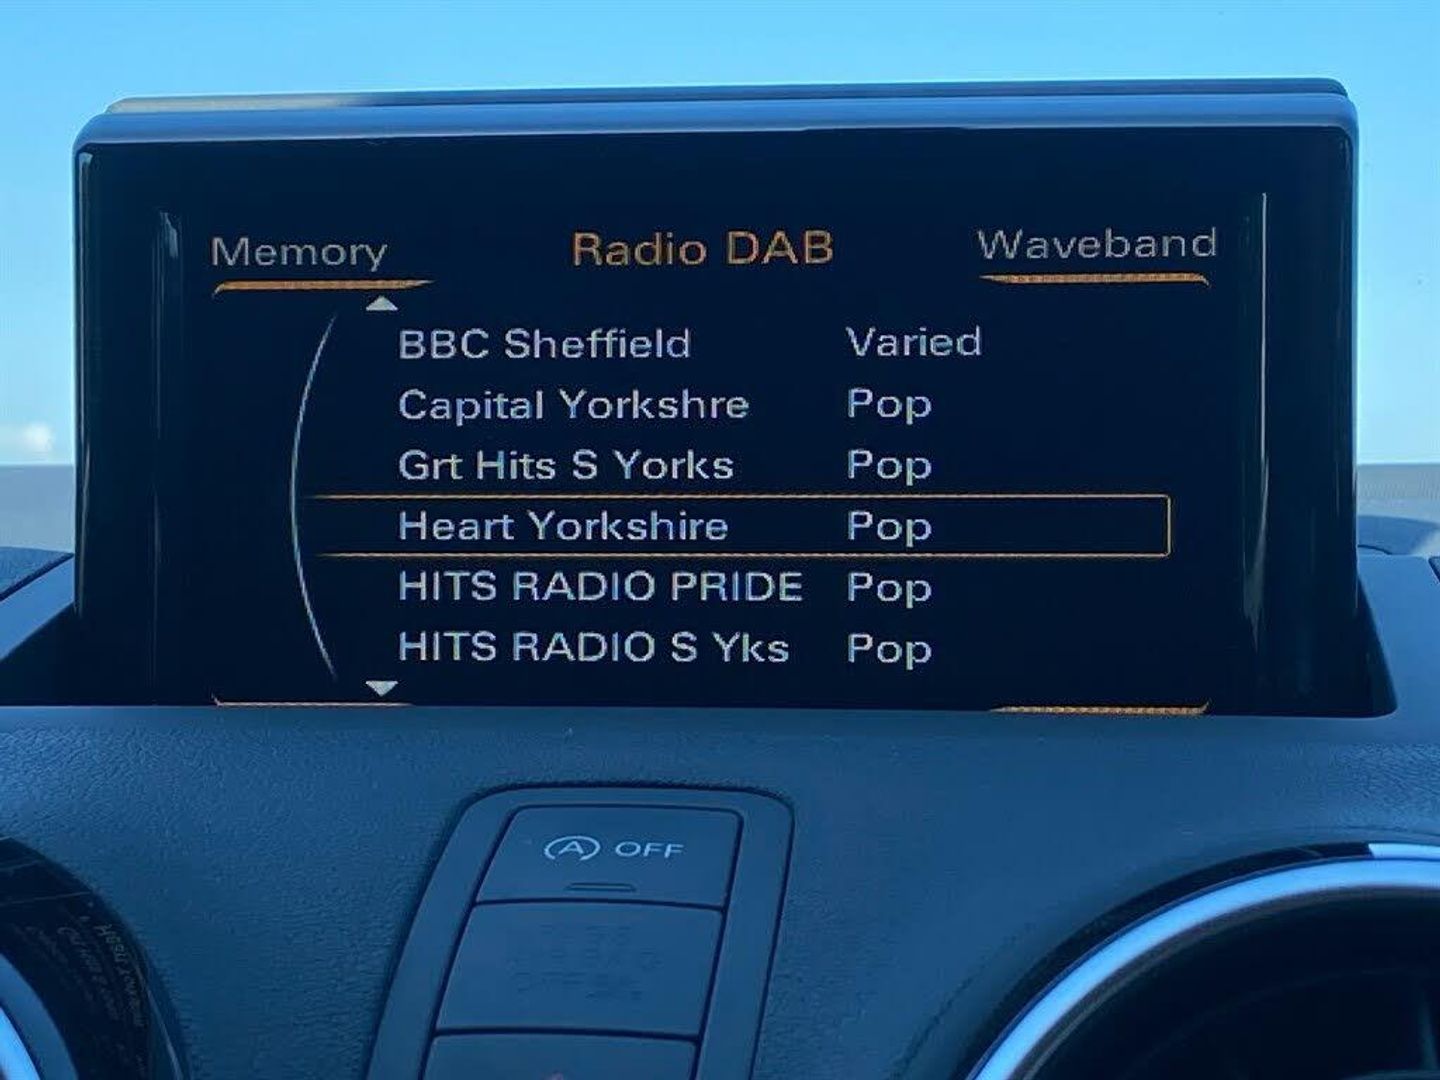 Memory Radio DAB Waveband
BBC Sheffield Varied
Capital Yorkshre Pop
Grt Hits S Yorks Pop
Heart Yorkshire Pop
HITS RADIO PRIDE Pop
HITS RADIO S Yks Pop
A OFF